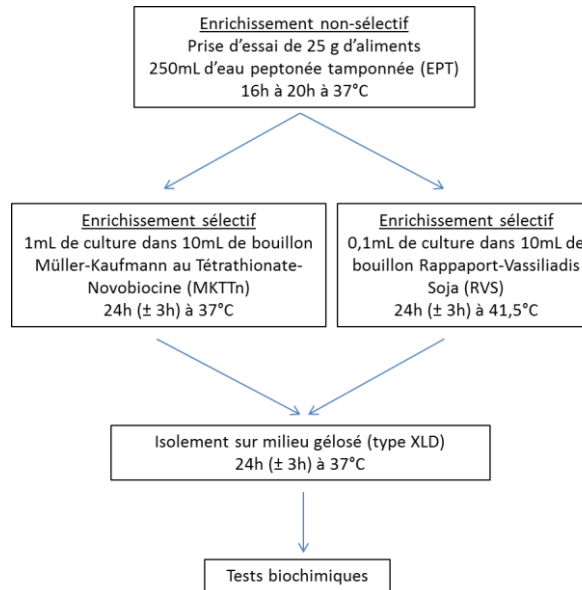 Enrichissement non-sélectif
Prise d'essai de 25 g d'aliments
250mL d'eau peptonée tamponnée (EPT)
16h à 20h à 37°C
Enrichissement sélectif
1mL de culture dans 10mL de bouillon
Müller-Kaufmann au Tétrathionate-
Novobiocine (MKTTn)
24h (± 3h) à 37°C
Enrichissement sélectif
0,1mL de culture dans 10mL de
bouillon Rappaport-Vassiliadis
Soja (RVS)
24h (± 3h) à 41,5°C
Isolement sur milieu gélosé (type XLD)
24h (± 3h) à 37°C
Tests biochimiques